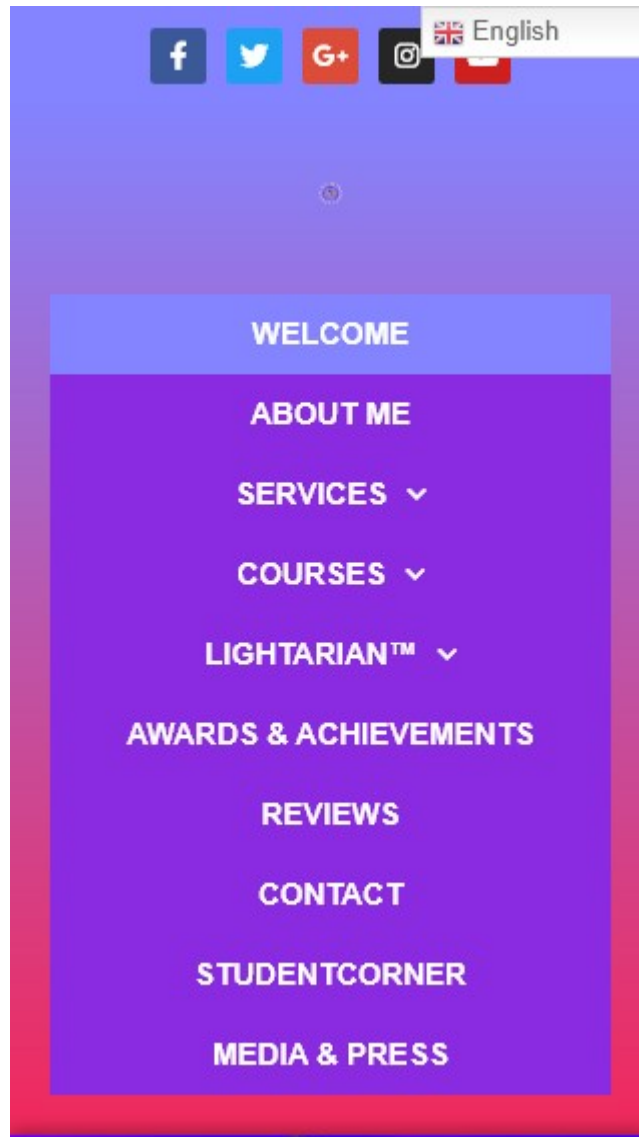 English
WELCOME
ABOUT ME
SERVICES
COURSES
LIGHTARIAN™
AWARDS & ACHIEVEMENTS
REVIEWS
CONTACT
STUDENTCORNER
MEDIA & PRESS